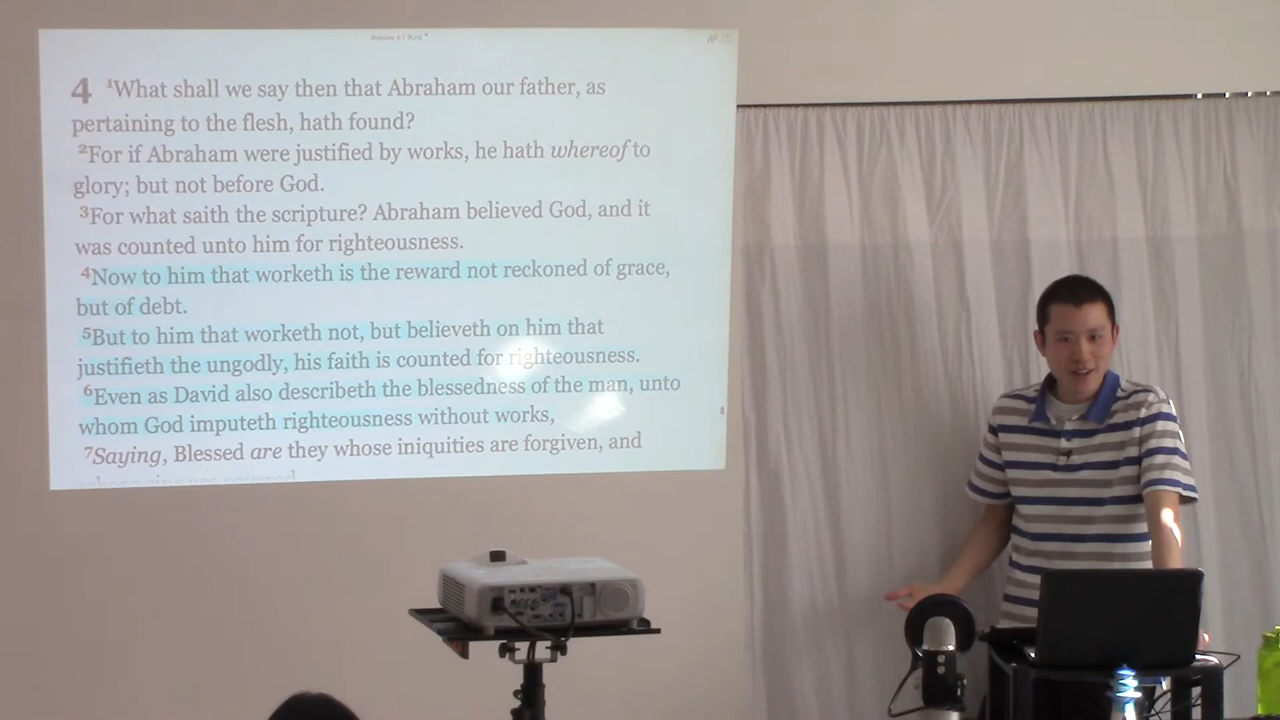 4 ¹What shall we say then that Abraham our father, as
pertaining to the flesh, hath found?
²For if Abraham were justified by works, he hath whereof to
glory; but not before God.
³For what saith the scripture? Abraham believed God, and it
was counted unto him for righteousness.
⁴Now to him that worketh is the reward not reckoned of grace,
but of debt.
⁵But to him that worketh not, but believeth on him that
justifieth the ungodly, his faith is counted for righteousness.
⁶Even as David also describeth the blessedness of the man, unto
whom God imputeth righteousness without works,
⁷Saying, Blessed are they whose iniquities are forgiven, and